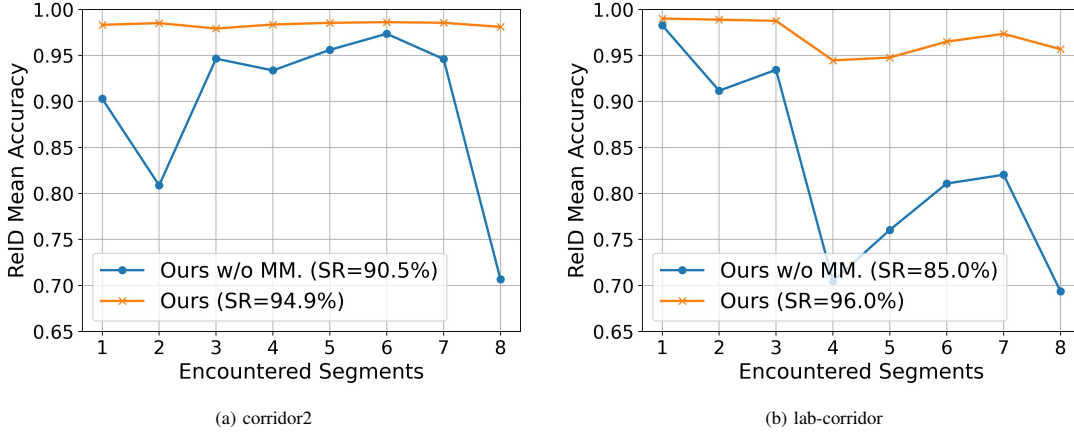 1.00
0.95
0.90
0.85
0.80
0.75
0.70
0.65
ReID Mean Accuracy
Ours w/o MM. (SR=90.5%)
Ours (SR=94.9%)
1 2 3 4 5 6 7 8
Encountered Segments
(a) corridor2
1.00
0.95
0.90
0.85
0.80
0.75
0.70
0.65
ReID Mean Accuracy
Ours w/o MM. (SR=85.0%)
Ours (SR=96.0%)
1 2 3 4 5 6 7 8
Encountered Segments
(b) lab-corridor